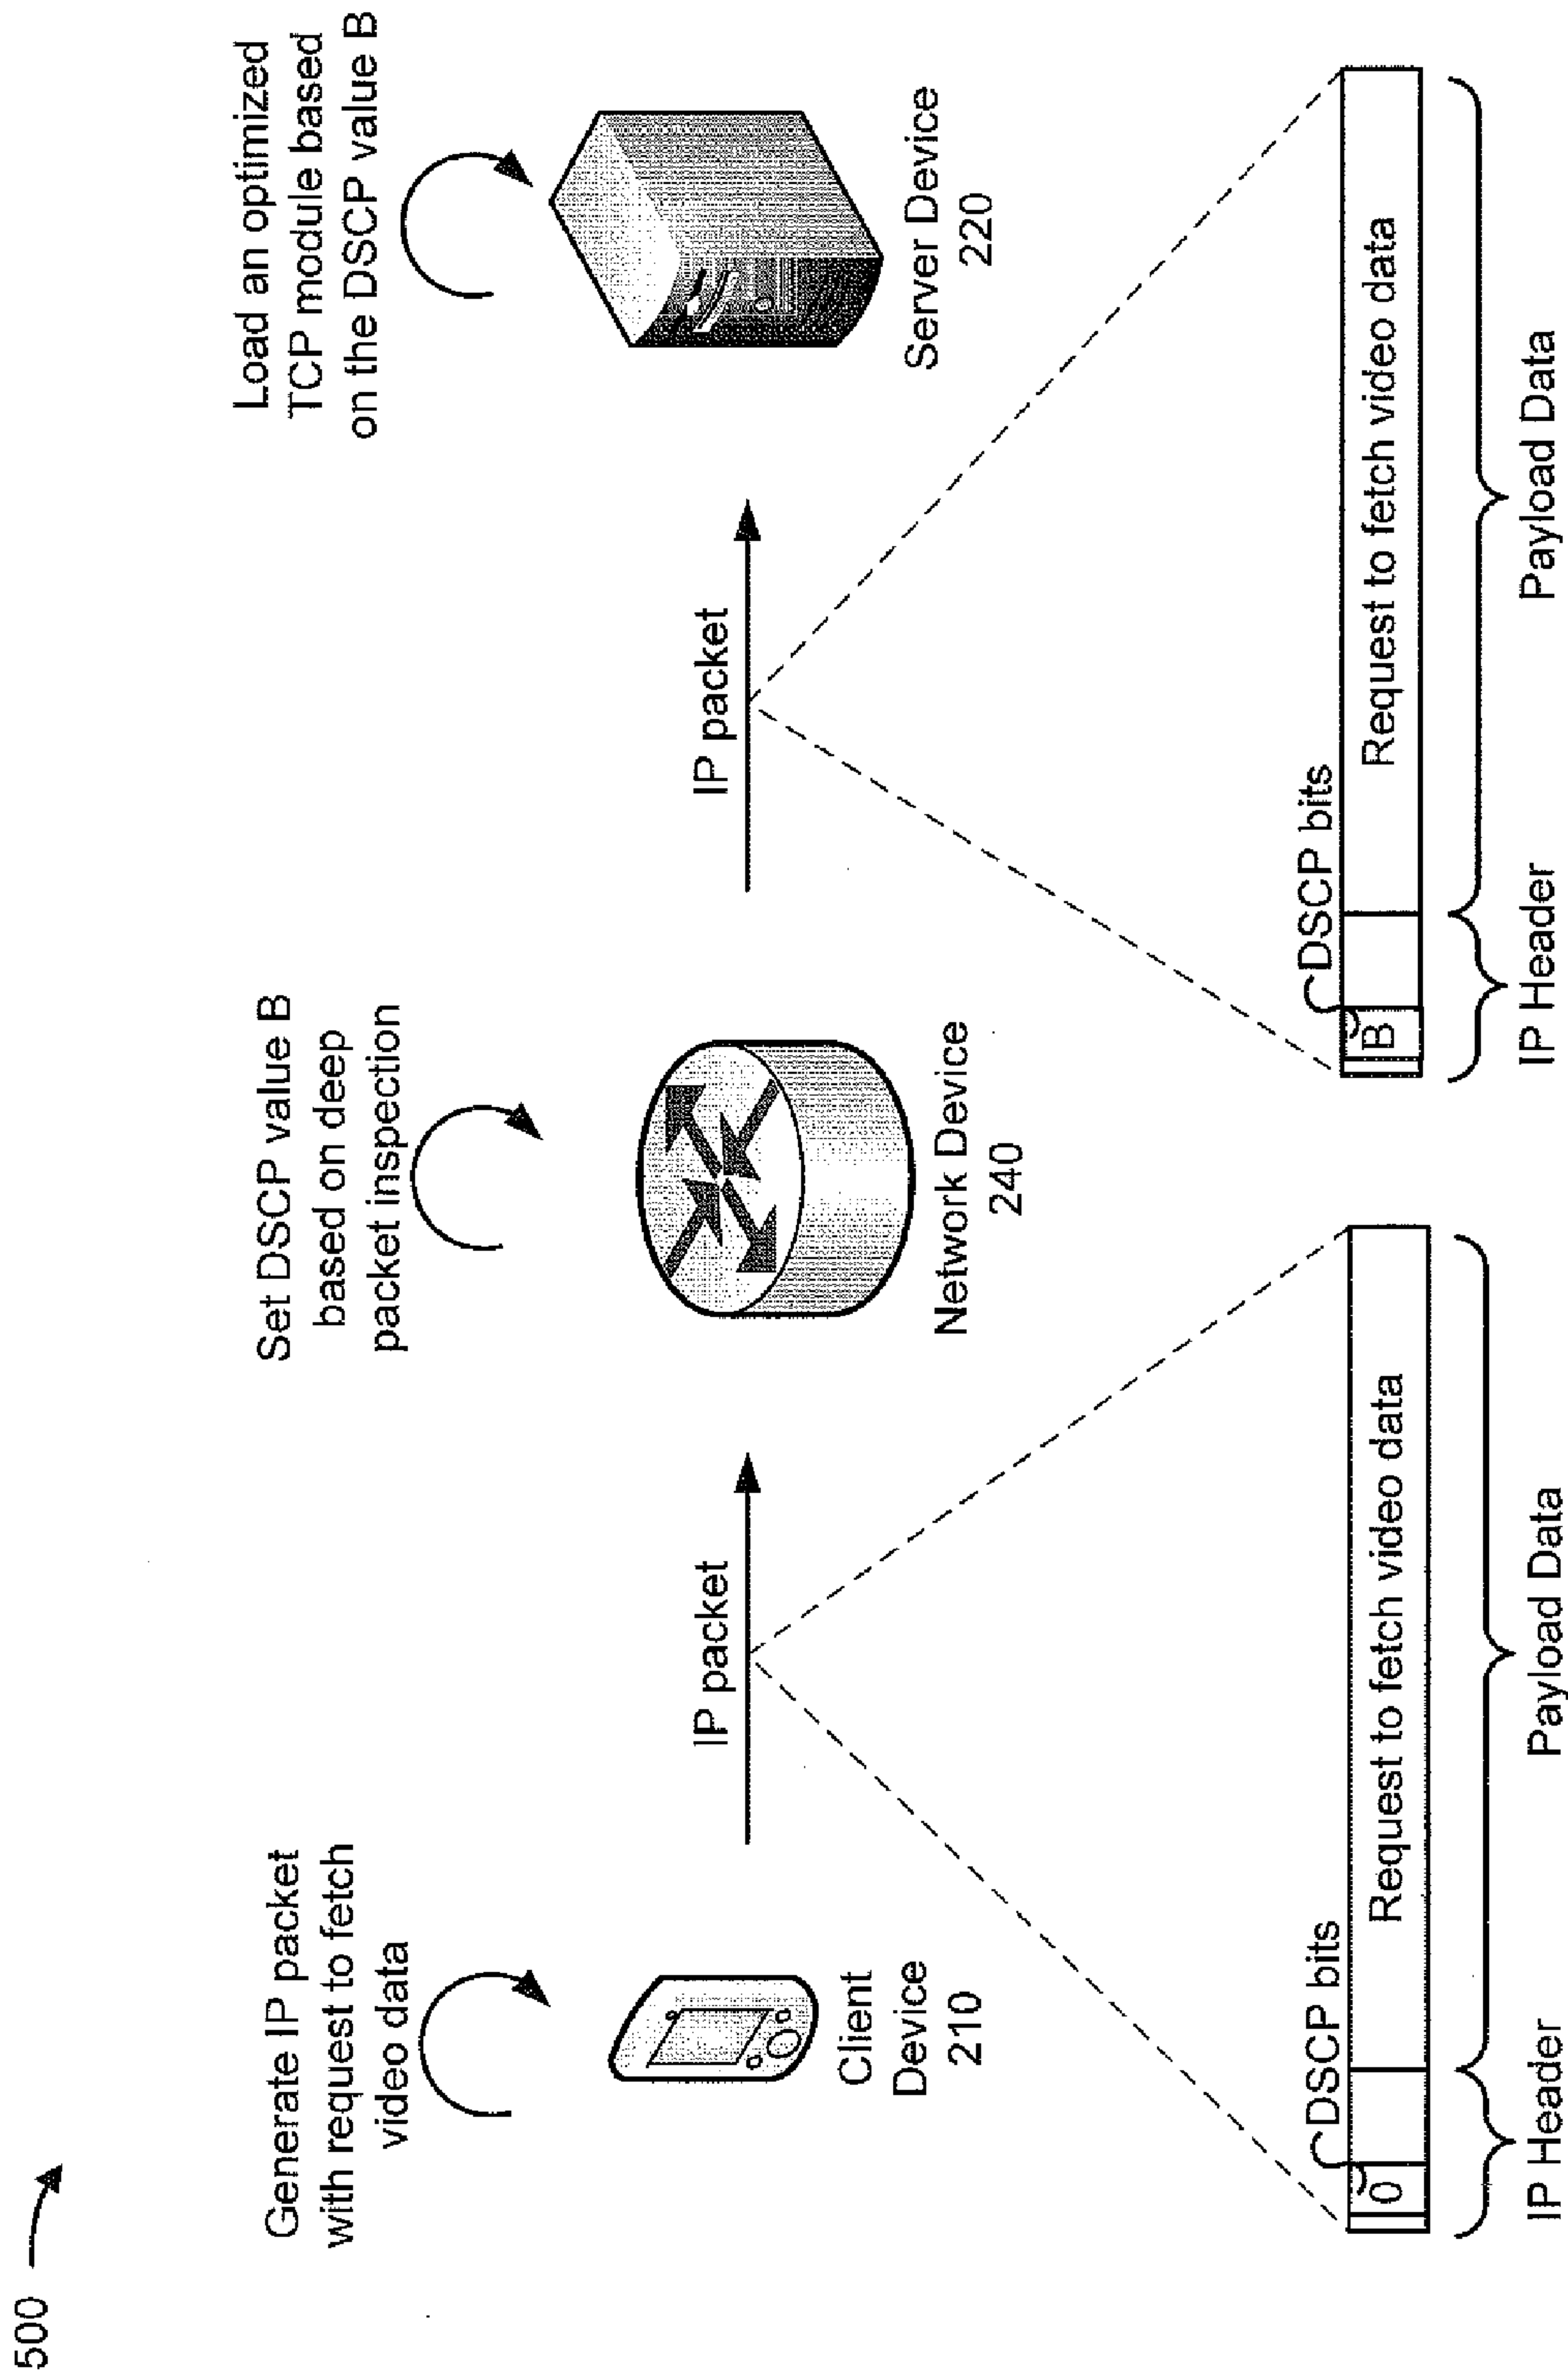 500
Generate IP packet
with request to fetch
video data
Set DSCP value B
based on deep
packet inspection
Load an optimized
TCP module based
on the DSCP value B
IP packet
IP packet
Client
Device
210
Network Device
240
Server Device
220
DSCP bits
0
Request to fetch video data
IP Header
Payload Data
DSCP bits
B
Request to fetch video data
IP Header
Payload Data